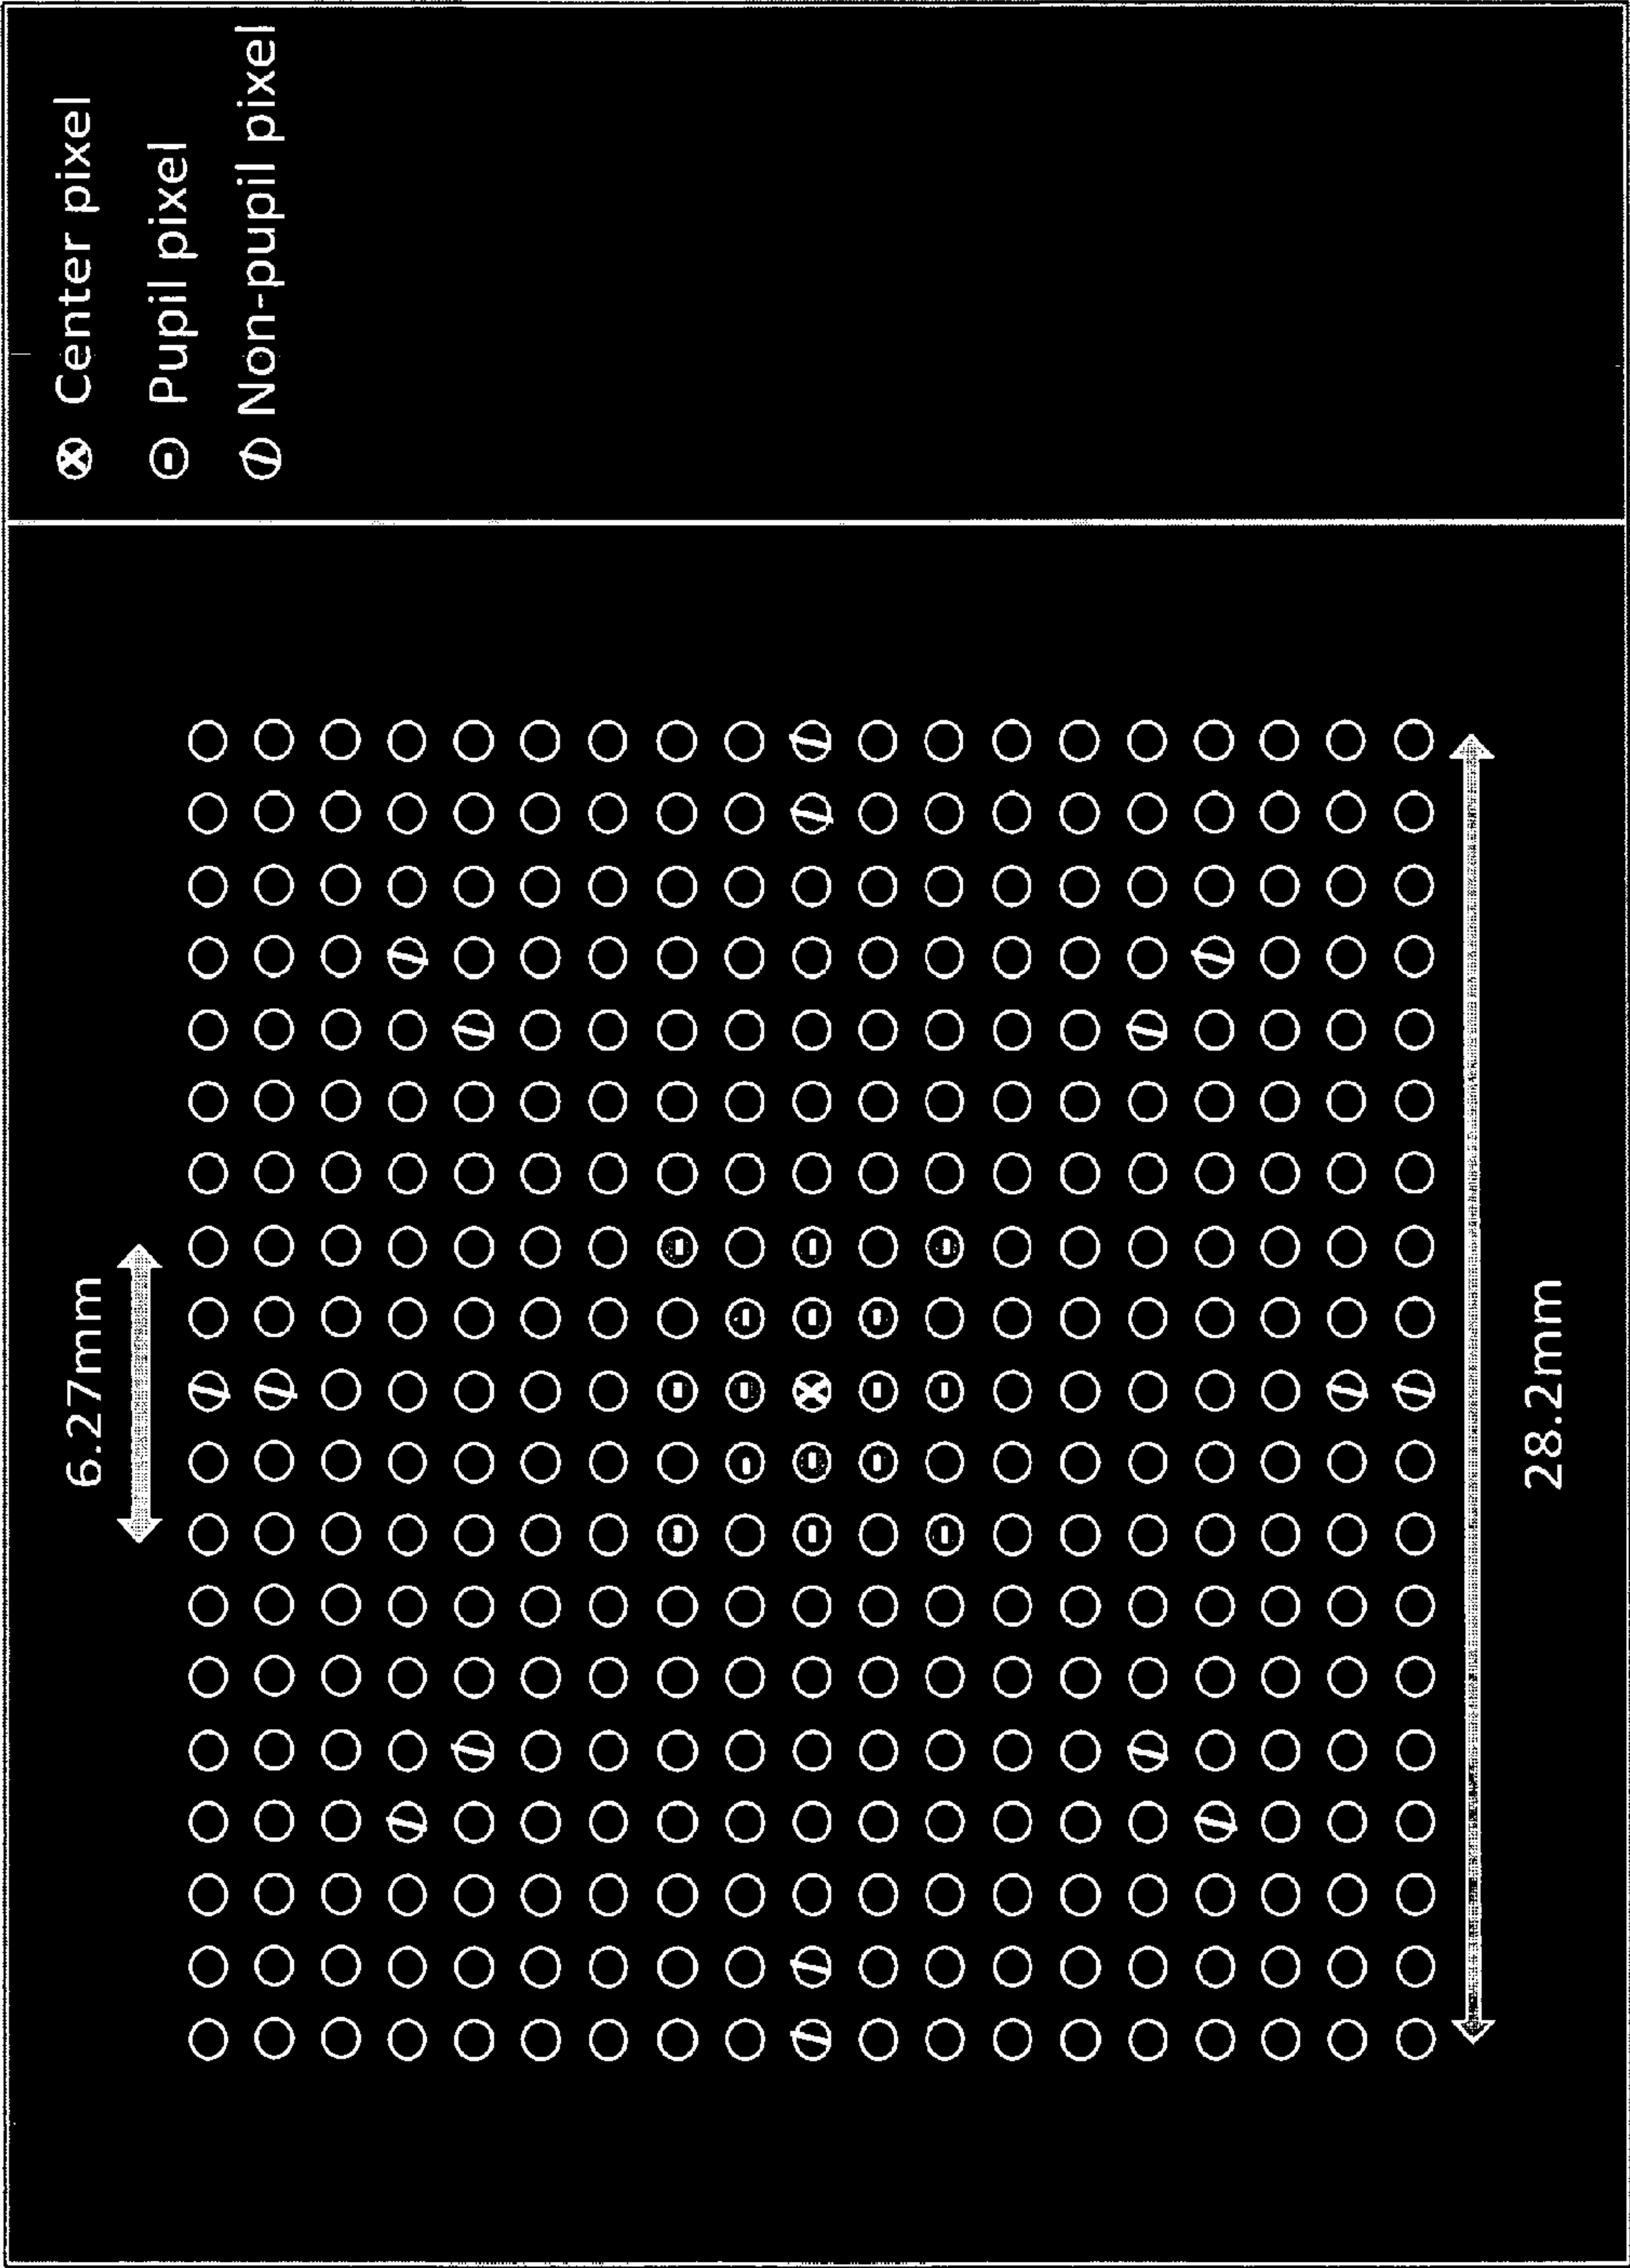 Center pixel
Pupil pixel
Non-pupil pixel
6.27mm
28.2mm